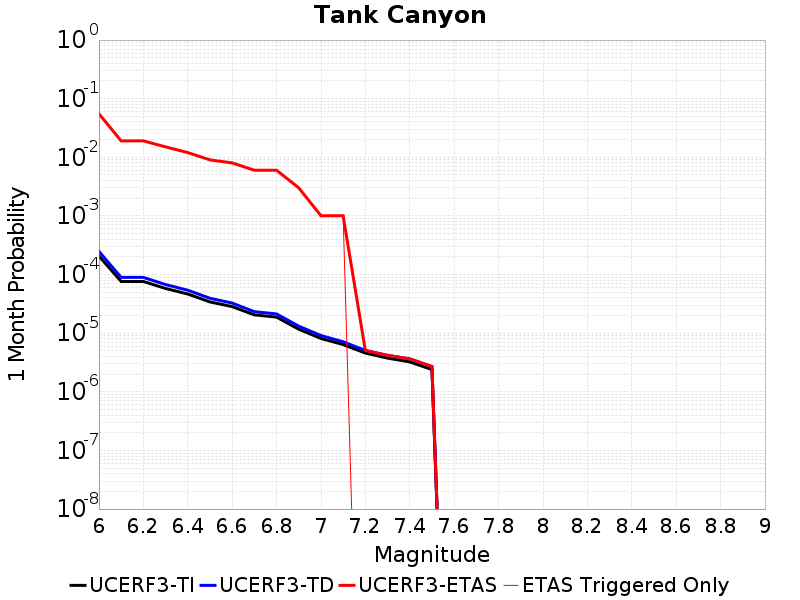 Tank Canyon
1 Month Probability
10^0
10^-1
10^-2
10^-3
10^-4
10^-5
10^-6
10^-7
10^-8
6 6.2 6.4 6.6 6.8 7 7.2 7.4 7.6 7.8 8 8.2 8.4 8.6 8.8 9
Magnitude
UCERF3-TI UCERF3-TD UCERF3-ETAS ETAS Triggered Only